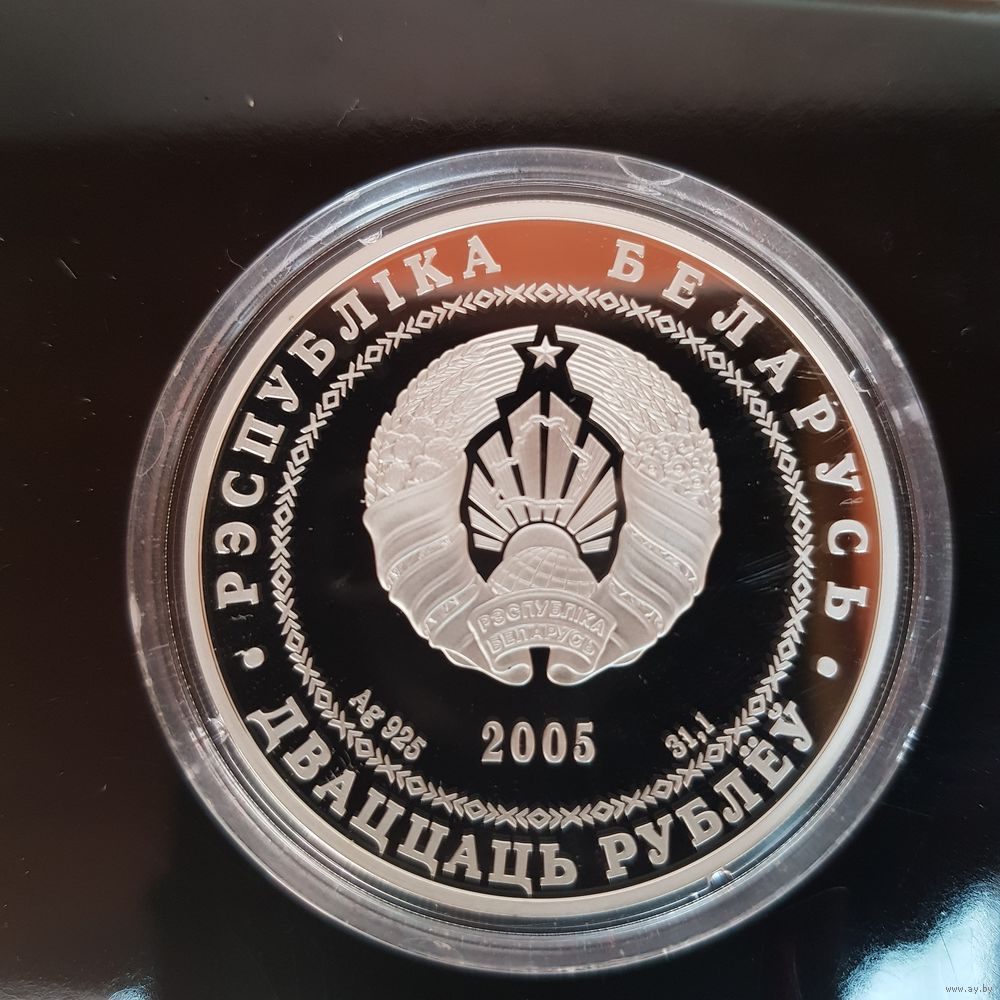 РЭСПУБЛІКА БЕЛАРУСЬ
РЭСПУБЛІКА
БЕЛАРУСЬ
Ag 925
2005
31,1
• ДВАЦЦАЦЬ РУБЛЁЎ •
www.ay.by